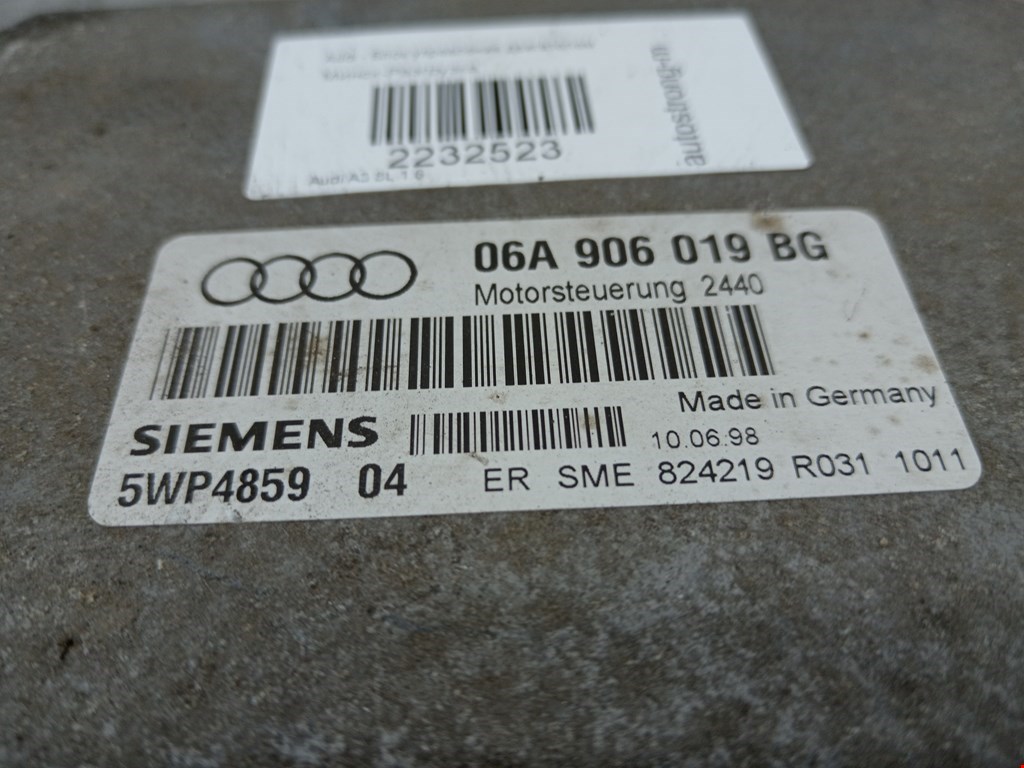 2232523
Audi A3 8L 1.6
06A 906 019 BG
Motorsteuerung 2440
Made in Germany
SIEMENS
10.06.98
5WP4859 04
ER SME 824219 R031 1011